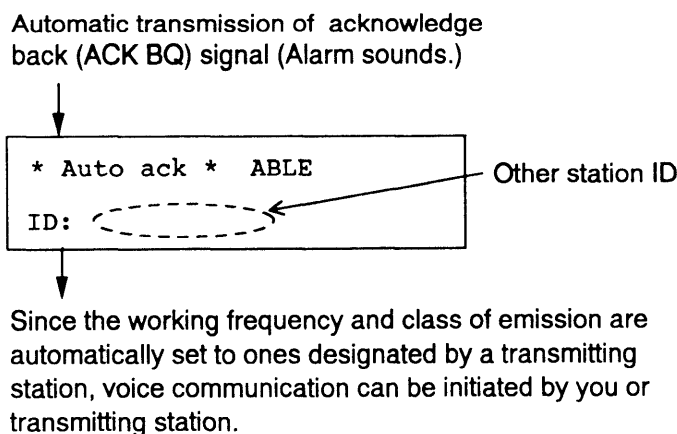 Automatic transmission of acknowledge
back (ACK BQ) signal (Alarm sounds.)
* Auto ack * ABLE
Other station ID
ID:
Since the working frequency and class of emission are
automatically set to ones designated by a transmitting
station, voice communication can be initiated by you or
transmitting station.